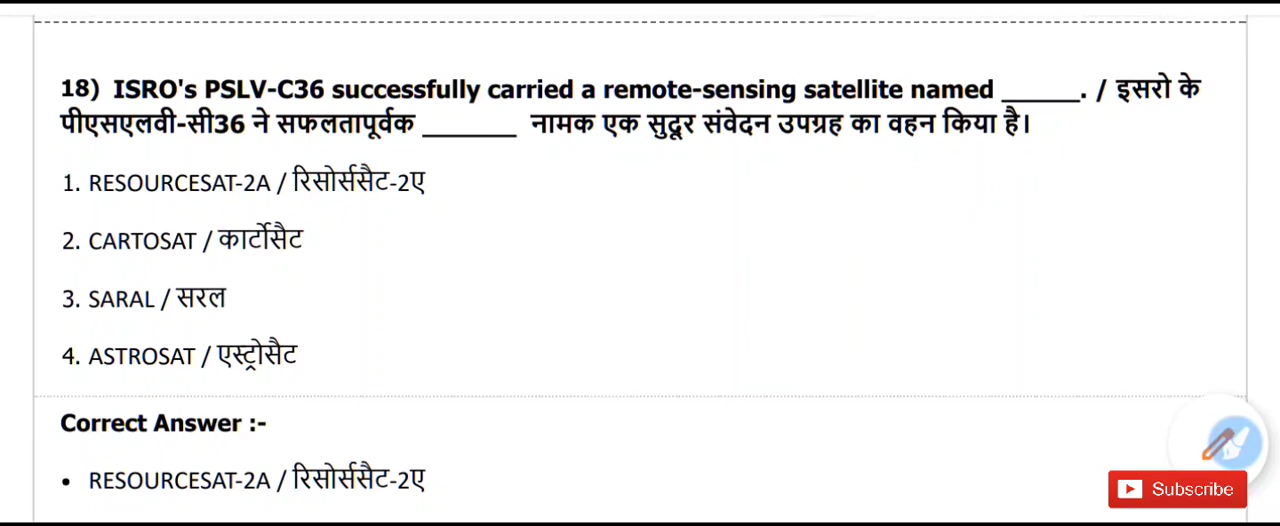 18) ISRO's PSLV-C36 successfully carried a remote-sensing satellite named ______. / इसरो के
पीएसएलवी-सी36 ने सफलतापूर्वक _______ नामक एक सुदूर संवेदन उपग्रह का वहन किया है।
1. RESOURCESAT-2A / रिसोर्ससैट-2ए
2. CARTOSAT / कार्टोसैट
3. SARAL / सरल
4. ASTROSAT / एस्ट्रोसैट
Correct Answer :-
• RESOURCESAT-2A / रिसोर्ससैट-2ए
Subscribe